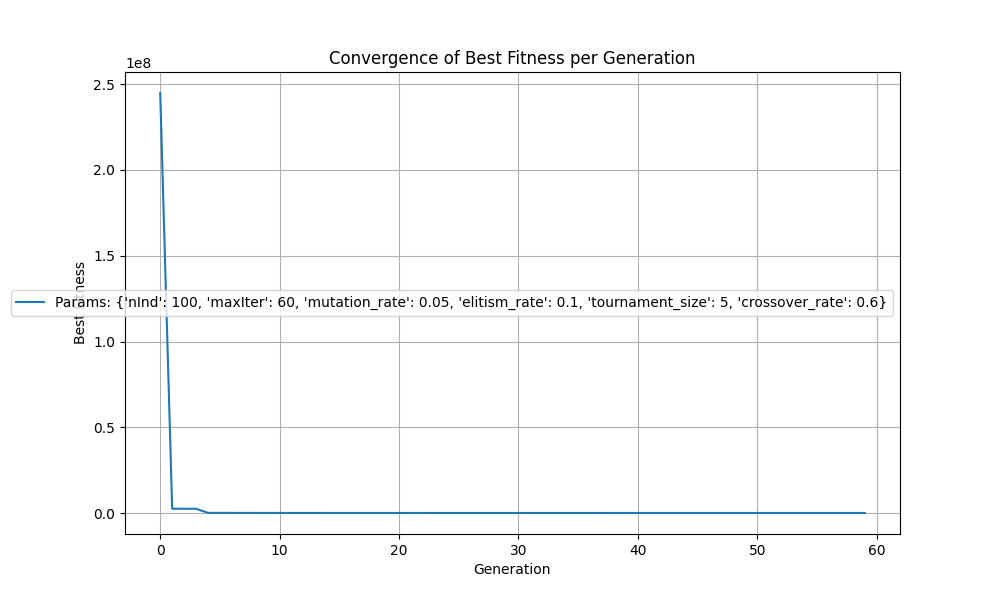 Convergence of Best Fitness per Generation
1e8
2.5
2.0
1.5
1.0
0.5
0.0
Best Fitness
Params: {'nInd': 100, 'maxIter': 60, 'mutation_rate': 0.05, 'elitism_rate': 0.1, 'tournament_size': 5, 'crossover_rate': 0.6}
0 10 20 30 40 50 60
Generation